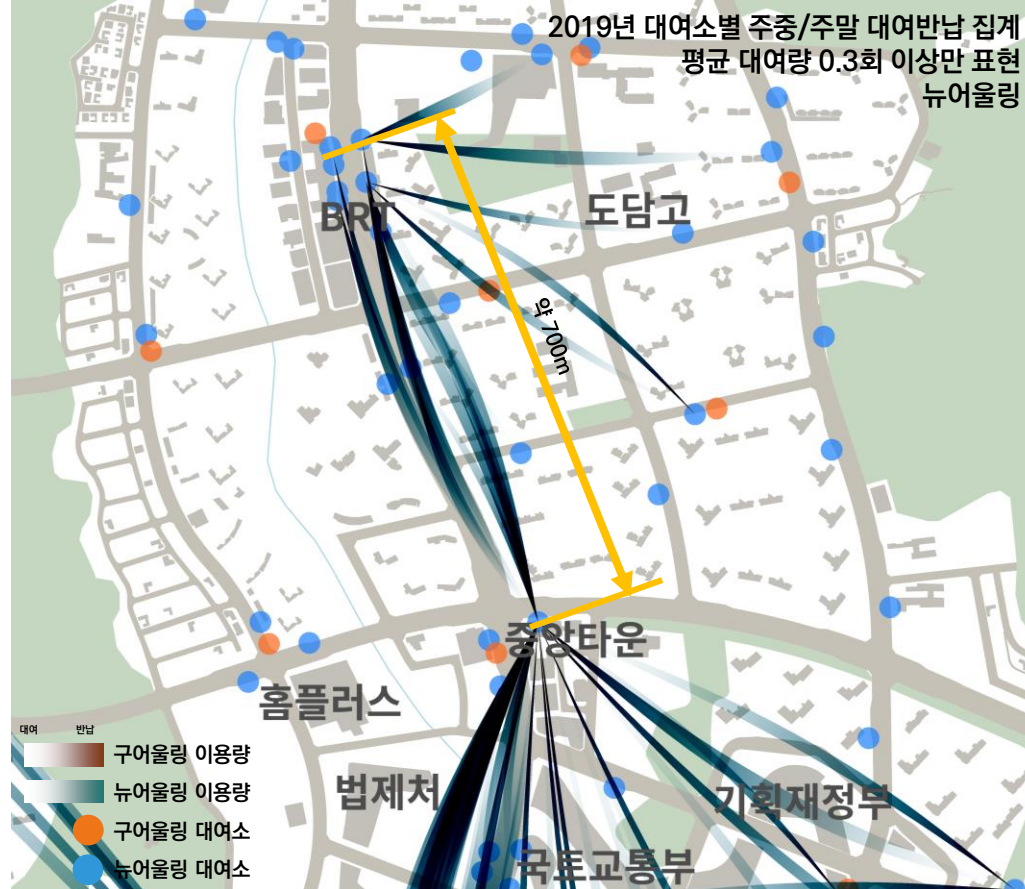 2019년 대여소별 주중/주말 대여반납 집계
평균 대여량 0.3회 이상만 표현
뉴어울링
BRT
도담고
약 700m
중앙타운
홈플러스
법제처
기획재정부
국토교통부
대여 반납
구어울링 이용량
뉴어울링 이용량
구어울링 대여소
뉴어울링 대여소